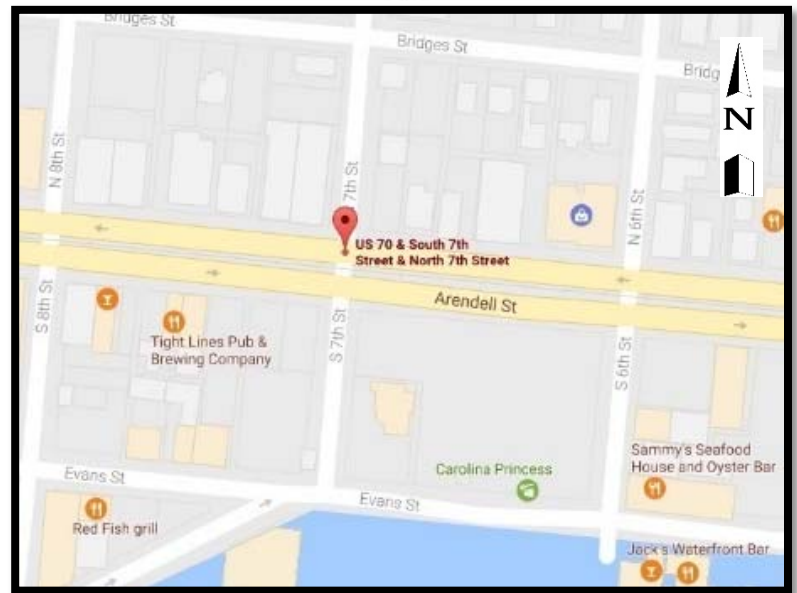 Bridges St
Bridges St
Bridg
N
N 8th St
7th St
N 6th St
US 70 & South 7th
Street & North 7th Street
Arendell St
S 8th St
S 7th St
S 6th St
Tight Lines Pub &
Brewing Company
Sammy's Seafood
House and Oyster Bar
Carolina Princess
Evans St
Evans St
Red Fish grill
Jack's Waterfront Bar